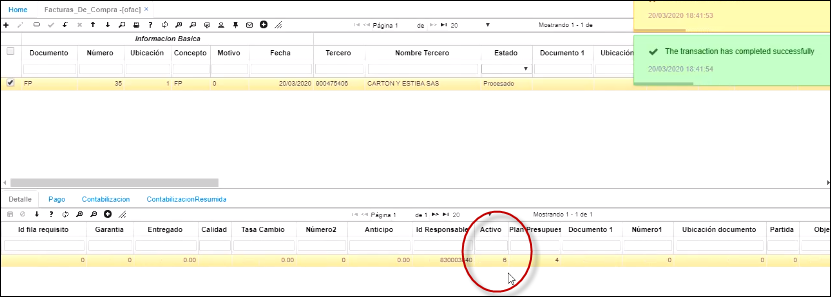 Home Facturas_De_Compra -[ofac] ×
20/03/2020 18:41:53
Página 1 de 20 Mostrando 1 - 1 de
The transaction has completed successfully
20/03/2020 18:41:54
Informacion Basica
Documento Número Ubicación Concepto Motivo Fecha Tercero Nombre Tercero Estado Documento 1 Ubicación
FP 35 1 FP 0 20/03/2020 900475406 CARTON Y ESTIBA SAS Procesado
Detalle Pago Contabilizacion ContabilizacionResumida
Página 1 de 1 20 Mostrando 1 - 1 de 1
Id fila requisito Garantia Entregado Calidad Tasa Cambio Número2 Anticipo Id Responsable Activo Plan Presupues Documento 1 Número1 Ubicación documento Partida Obje
0 0 0.00 0.00 0 0.00 830003840 6 4 0 0 0